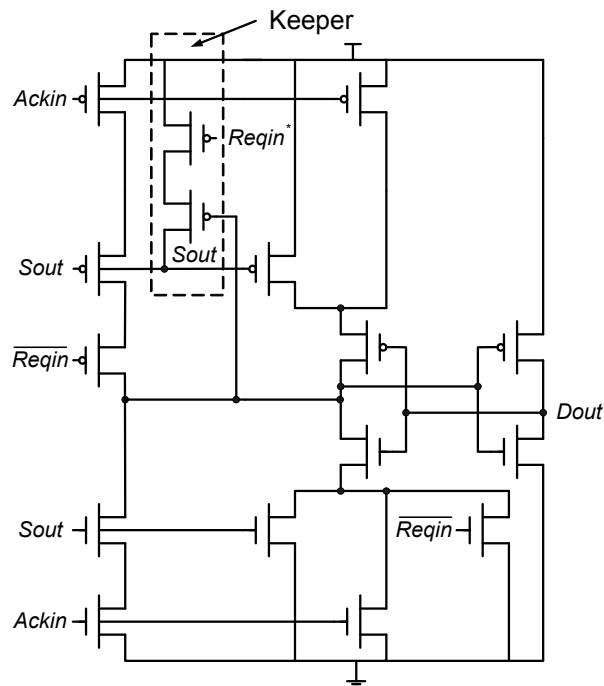 Keeper
Ackin
Reqin*
Sout
Sout
Reqin
Dout
Sout
Reqin
Ackin